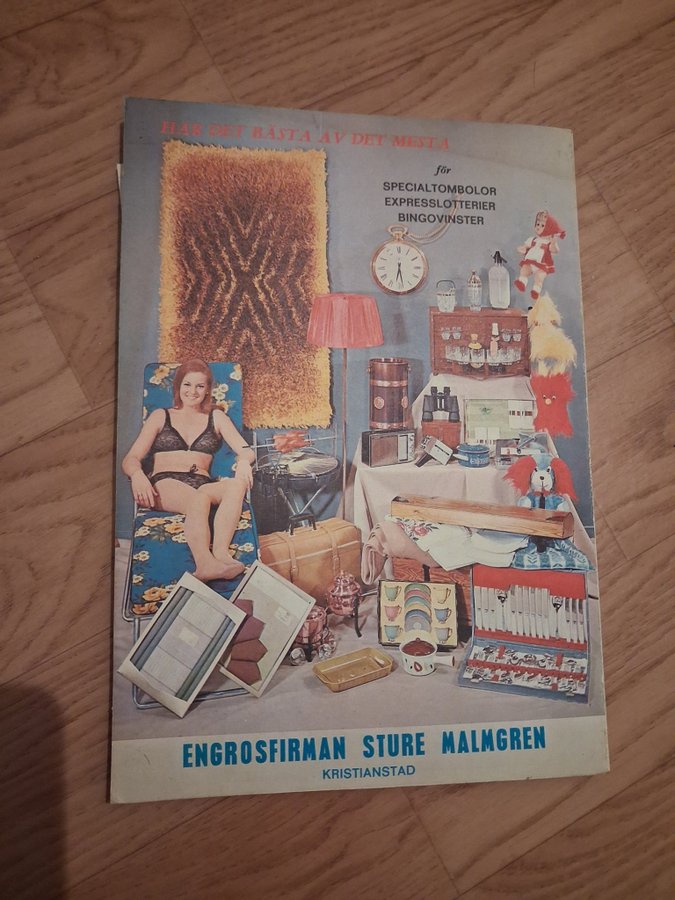 HAR DET BÄSTA AV DET MESTA
för
SPECIALTOMBOLOR
EXPRESSLOTTERIER
BINGOVINSTER
ENGROSFIRMAN STURE MALMGREN
KRISTIANSTAD